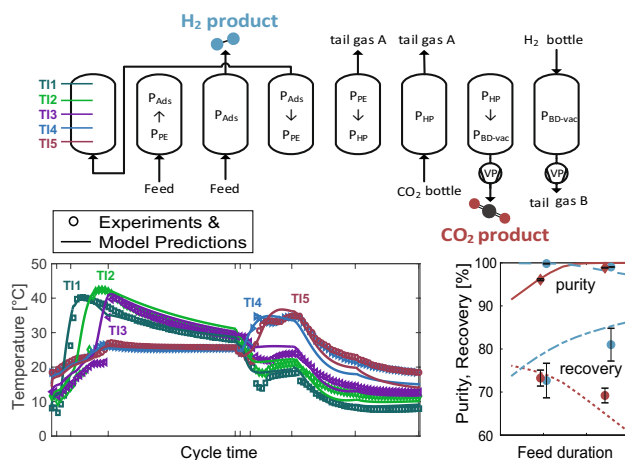 H₂ product
tail gas A
tail gas A
H₂ bottle
TI1
TI2
TI3
TI4
TI5
P_Ads
↑
P_PE
P_Ads
P_Ads
↓
P_PE
P_PE
↓
P_HP
P_HP
P_HP
↓
P_BD-vac
P_BD-vac
Feed
Feed
CO₂ bottle
VP
VP
tail gas B
CO₂ product
Experiments &
Model Predictions
50
40
30
20
10
0
Temperature [°C]
TI1
TI2
TI3
TI4
TI5
Cycle time
100
90
80
70
60
Purity, Recovery [%]
purity
recovery
Feed duration